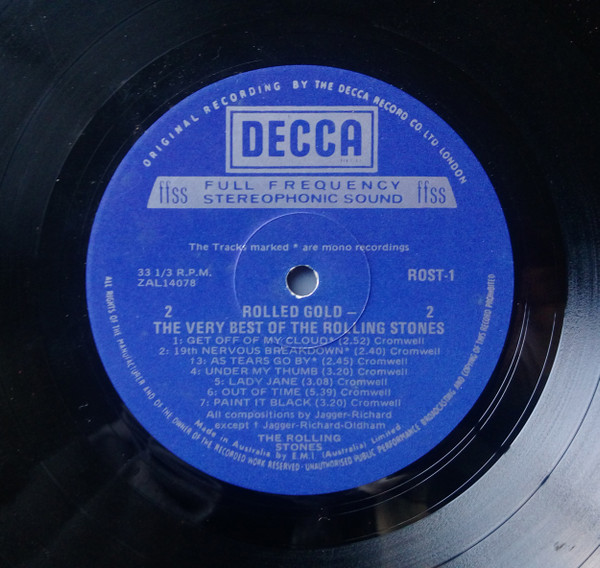 ORIGINAL RECORDING BY THE DECCA RECORD CO. LTD. LONDON
DECCA
ffss FULL FREQUENCY STEREOPHONIC SOUND ffss
The Tracks marked * are mono recordings
33 1/3 R.P.M.
ZAL14078
ROST-1
2 ROLLED GOLD – 2
THE VERY BEST OF THE ROLLING STONES
1: GET OFF OF MY CLOUD* (2.52) Cromwell
2: 19th NERVOUS BREAKDOWN* (2.40) Cromwell
†3: AS TEARS GO BY* (2.45) Cromwell
4: UNDER MY THUMB (3.20) Cromwell
5: LADY JANE (3.08) Cromwell
6: OUT OF TIME (5.39) Cromwell
7: PAINT IT BLACK (3.20) Cromwell
All compositions by Jagger-Richard
except † Jagger-Richard-Oldham
THE ROLLING
STONES
Made in Australia by E.M.I. (Australia) Limited.
ALL RIGHTS OF THE MANUFACTURER AND OF THE OWNER OF THE RECORDED WORK RESERVED · UNAUTHORISED PUBLIC PERFORMANCE BROADCASTING AND COPYING OF THIS RECORD PROHIBITED